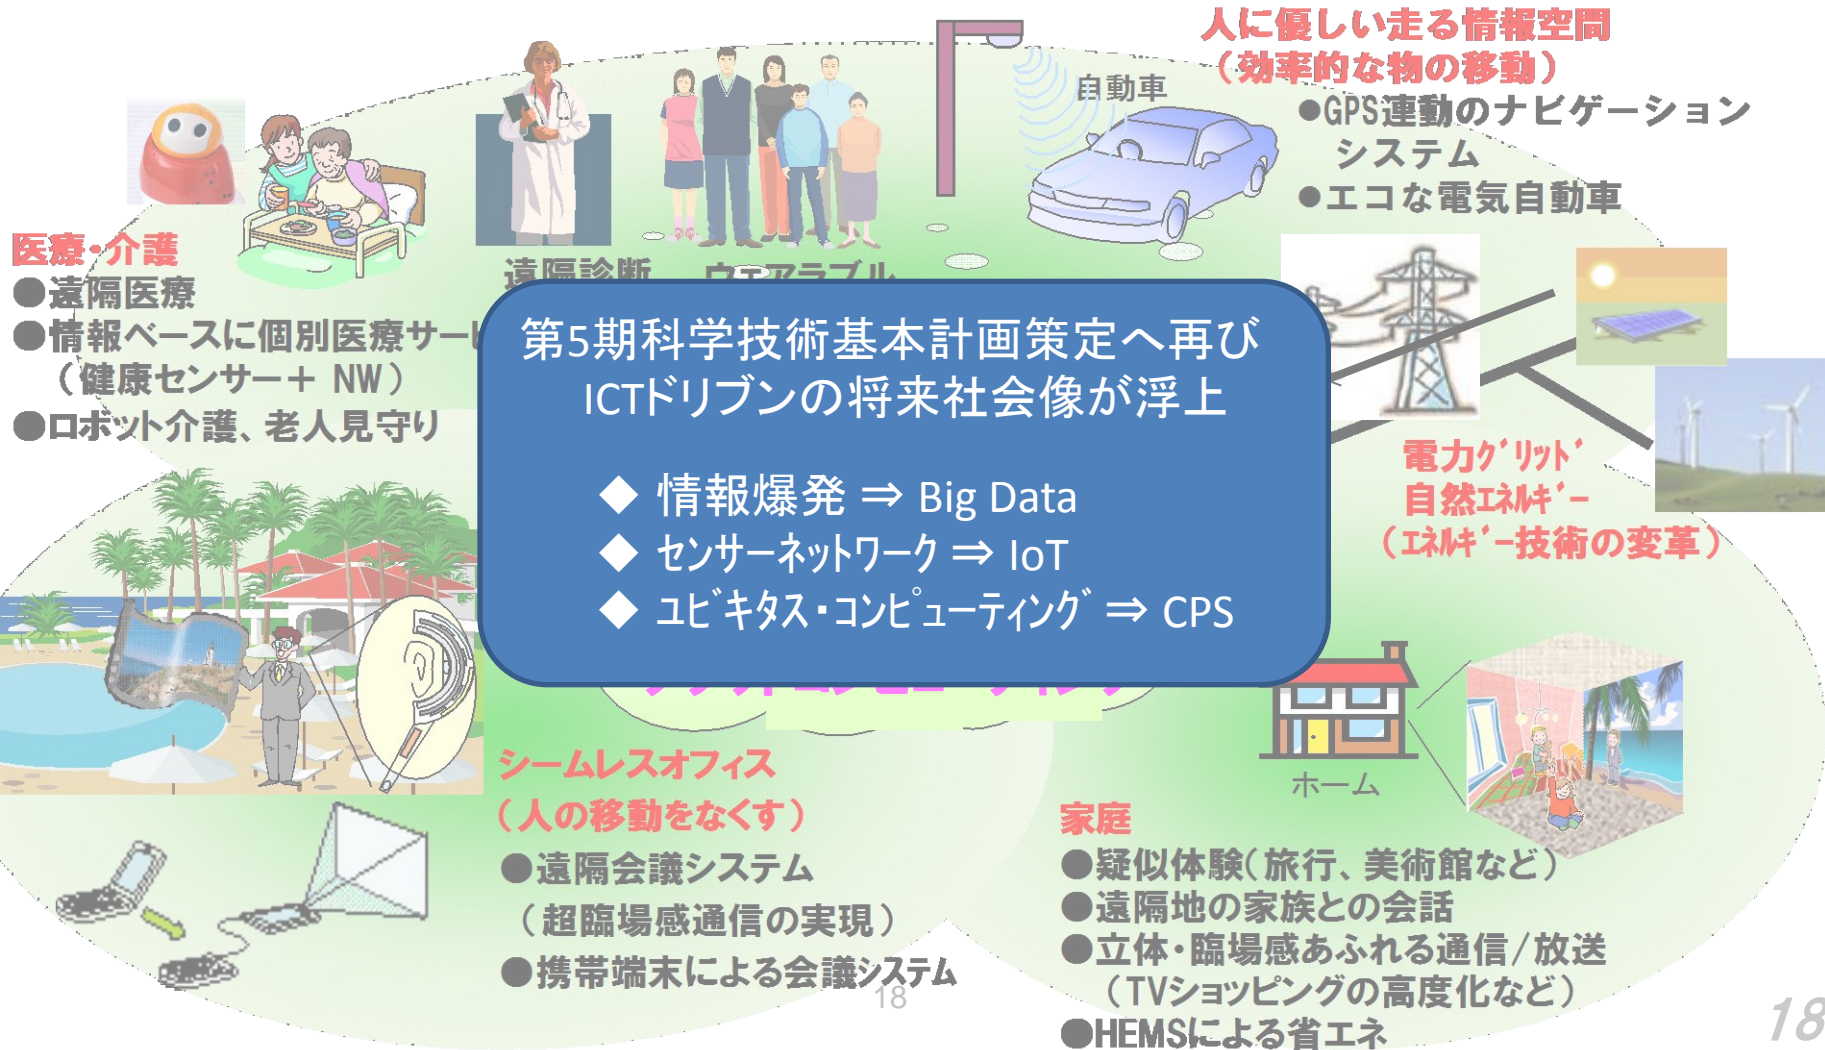 人に優しい走る情報空間
（効率的な物の移動）
●GPS連動のナビゲーション
システム
●エコな電気自動車
自動車
医療・介護
●遠隔医療
●情報ベースに個別医療サービ
（健康センサー＋ NW）
●ロボット介護、老人見守り
遠隔診断
ウェアラブル
第5期科学技術基本計画策定へ再び
ICTドリブンの将来社会像が浮上
◆ 情報爆発 ⇒ Big Data
◆ センサーネットワーク ⇒ IoT
◆ ﾕﾋﾞｷﾀｽ・ｺﾝﾋﾟｭｰﾃｨﾝｸﾞ ⇒ CPS
電力ｸﾞﾘｯﾄﾞ
自然ｴﾈﾙｷﾞｰ
（ｴﾈﾙｷﾞｰ技術の変革）
シームレスオフィス
（人の移動をなくす）
●遠隔会議システム
（超臨場感通信の実現）
●携帯端末による会議システム
ホーム
家庭
●疑似体験（旅行、美術館など）
●遠隔地の家族との会話
●立体・臨場感あふれる通信/放送
（TVショッピングの高度化など）
●HEMSによる省エネ
18
18